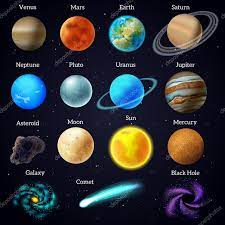 Venus Mars Earth Saturn
Neptune Pluto Uranus Jupiter
Asteroid Moon Sun Mercury
Galaxy Comet Black Hole